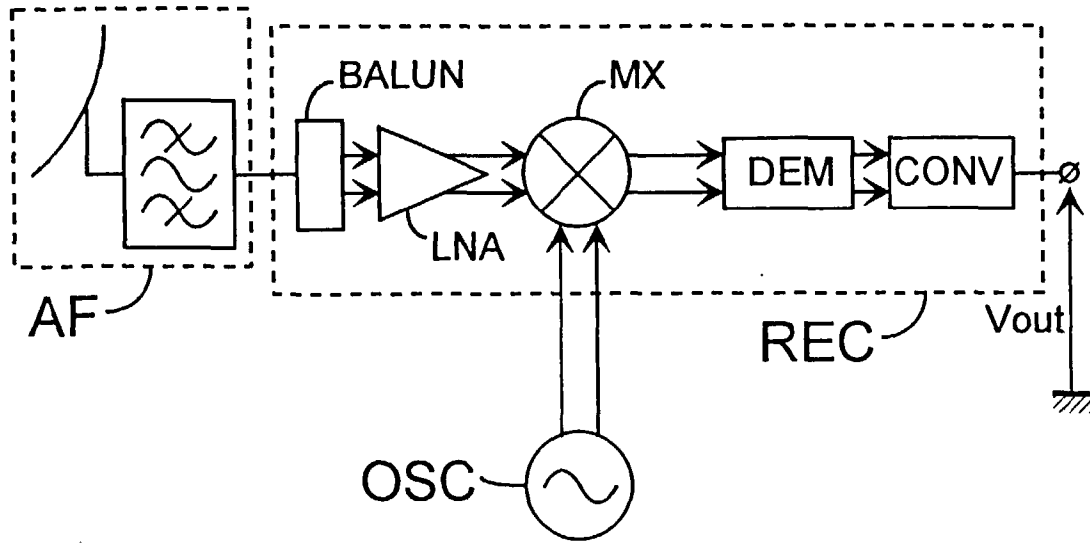 BALUN
MX
DEM
CONV
LNA
AF
REC
Vout
OSC